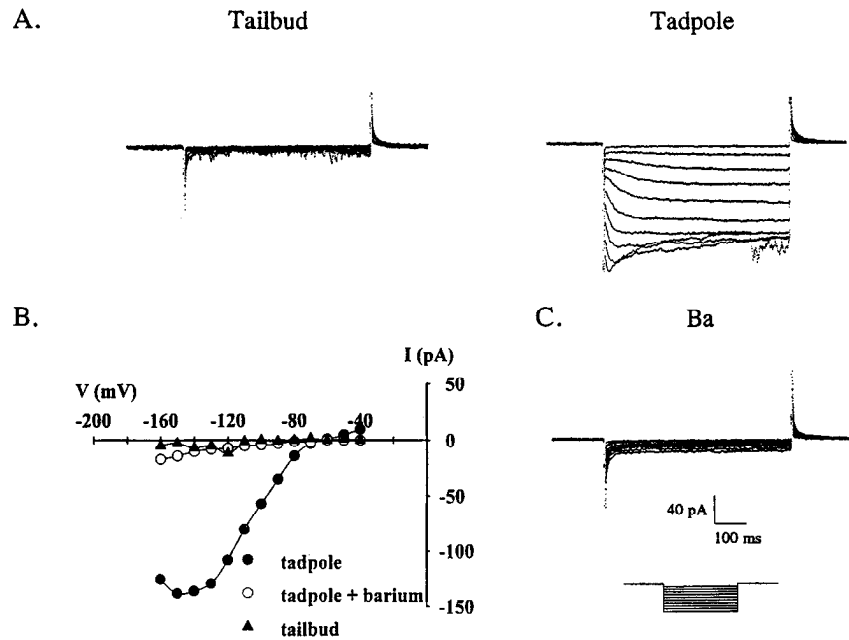 A.
Tailbud
Tadpole
B.
C.
Ba
I (pA)
V (mV)
50
-200
-160
-120
-80
-40
0
-50
-100
-150
tadpole
tadpole + barium
tailbud
40 pA
100 ms